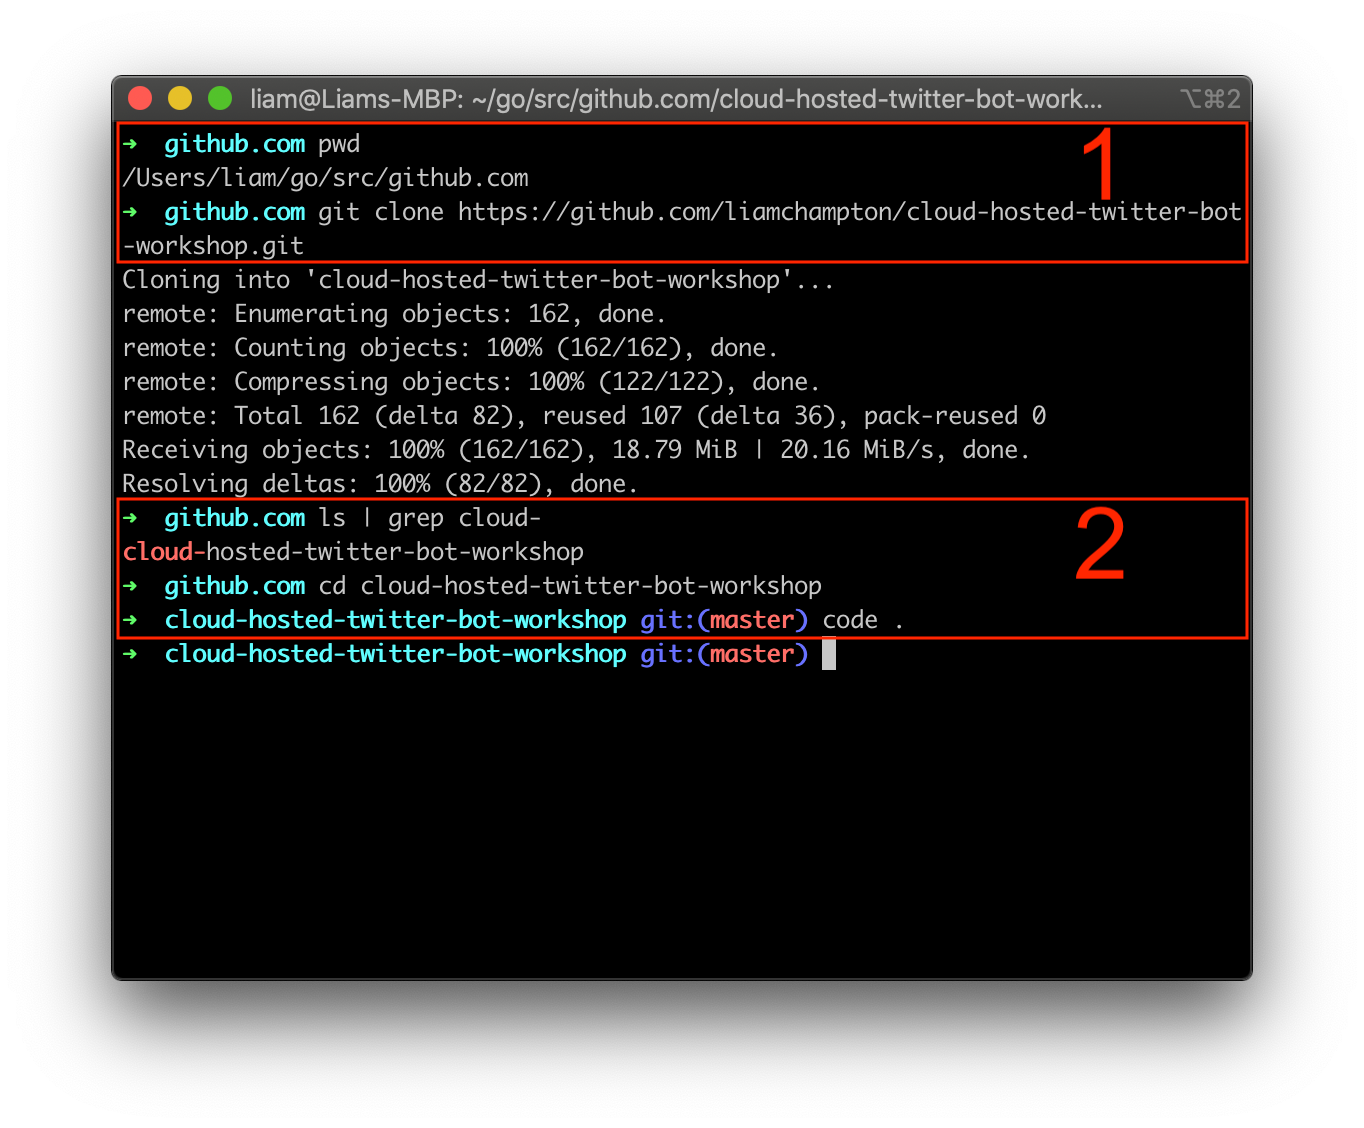 liam@Liams-MBP: ~/go/src/github.com/cloud-hosted-twitter-bot-work... ⌥⌘2
1
➜ github.com pwd
/Users/liam/go/src/github.com
➜ github.com git clone https://github.com/liamchampton/cloud-hosted-twitter-bot
-workshop.git
Cloning into 'cloud-hosted-twitter-bot-workshop'...
remote: Enumerating objects: 162, done.
remote: Counting objects: 100% (162/162), done.
remote: Compressing objects: 100% (122/122), done.
remote: Total 162 (delta 82), reused 107 (delta 36), pack-reused 0
Receiving objects: 100% (162/162), 18.79 MiB | 20.16 MiB/s, done.
Resolving deltas: 100% (82/82), done.
2
➜ github.com ls | grep cloud-
cloud-hosted-twitter-bot-workshop
➜ github.com cd cloud-hosted-twitter-bot-workshop
➜ cloud-hosted-twitter-bot-workshop git:(master) code .
➜ cloud-hosted-twitter-bot-workshop git:(master)